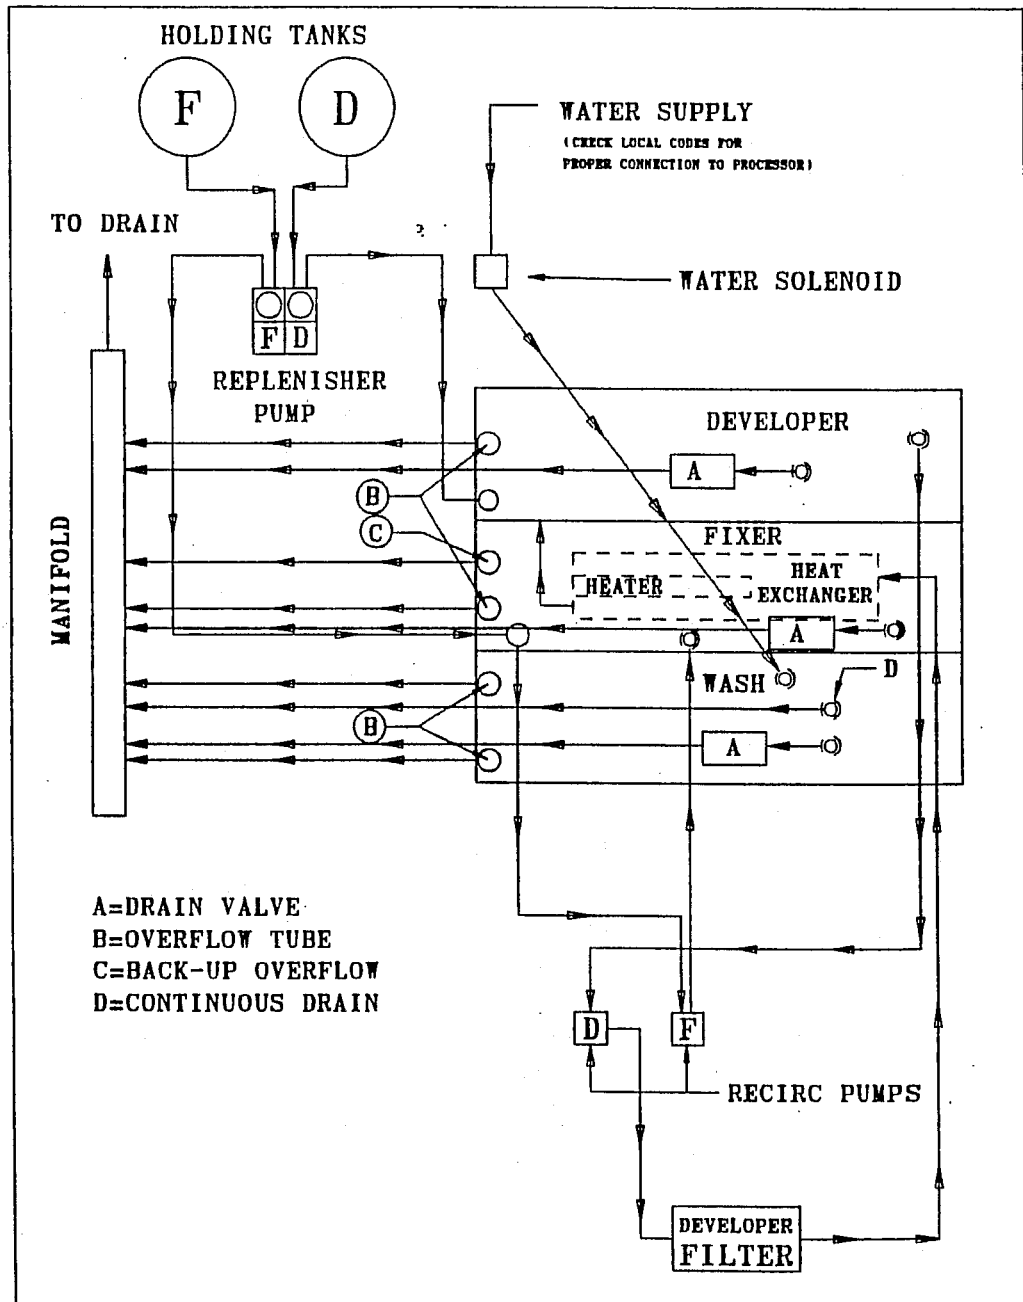 HOLDING TANKS
F
D
WATER SUPPLY
(CHECK LOCAL CODES FOR
PROPER CONNECTION TO PROCESSOR)
TO DRAIN
WATER SOLENOID
F
D
REPLENISHER
PUMP
MANIFOLD
DEVELOPER
A
B
C
FIXER
HEATER
HEAT
EXCHANGER
A
WASH
D
B
A
A=DRAIN VALVE
B=OVERFLOW TUBE
C=BACK-UP OVERFLOW
D=CONTINUOUS DRAIN
D
F
RECIRC PUMPS
DEVELOPER
FILTER